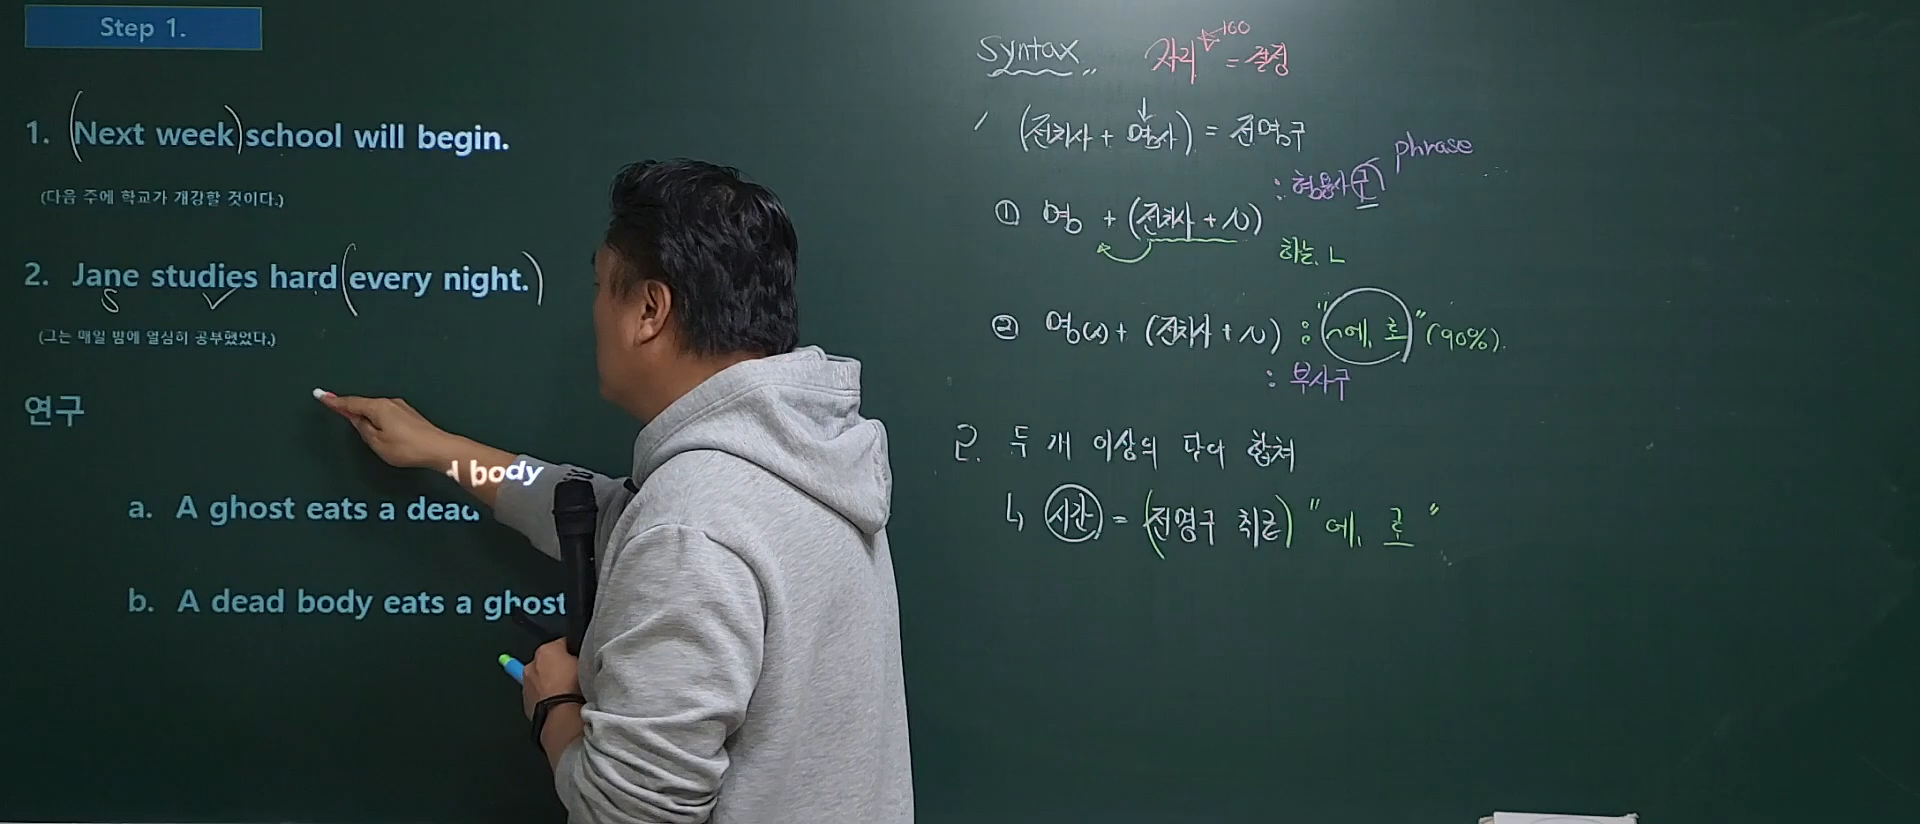 Step 1.
1. (Next week) school will begin.
(다음 주에 학교가 개강할 것이다.)
2. Jane studies hard (every night.)
S
(그는 매일 밤에 열심히 공부했었다.)
연구
d body
a. A ghost eats a dead
b. A dead body eats a ghost
Syntax 자리 = 결정
100
(전치사 + 명사) = 전명구
: 형용사구 phrase
① 명 + (전치사 + N)
하는, ㄴ
② 명(x) + (전치사 + N) : "~에, 로" (90%).
: 부사구
2. 두 개 이상의 단어 합쳐
↳ 시간 = (전명구 취급) "에, 로"